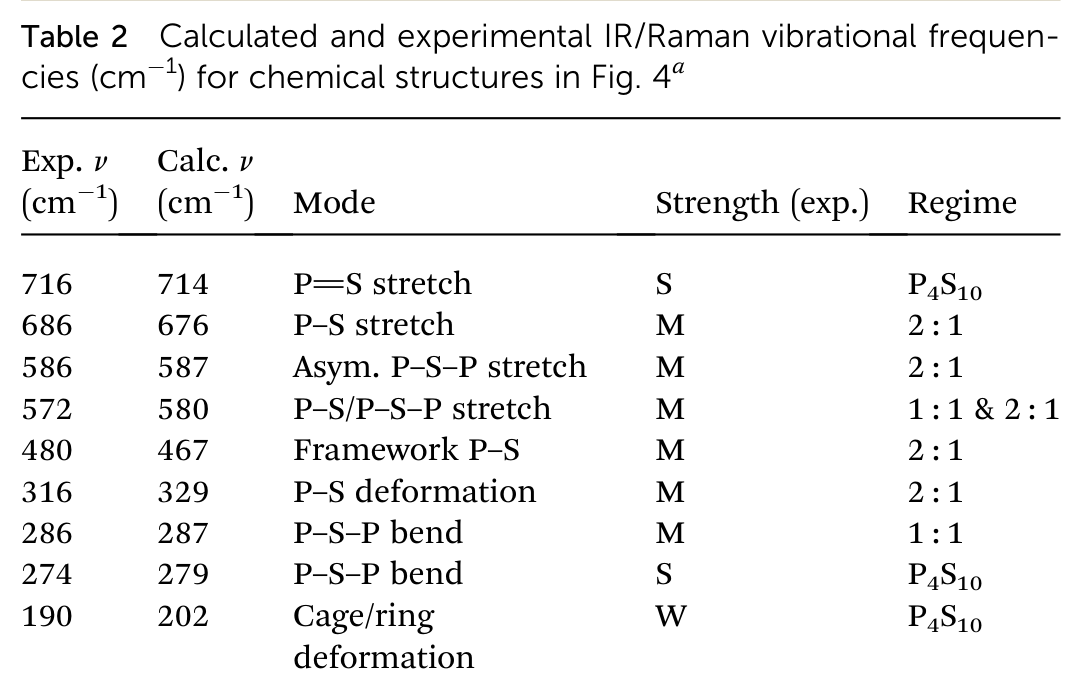 Table 2 Calculated and experimental IR/Raman vibrational frequen-
cies (cm⁻¹) for chemical structures in Fig. 4ᵃ
Exp. ν Calc. ν
(cm⁻¹) (cm⁻¹) Mode Strength (exp.) Regime
716 714 P═S stretch S P₄S₁₀
686 676 P–S stretch M 2 : 1
586 587 Asym. P–S–P stretch M 2 : 1
572 580 P–S/P–S–P stretch M 1 : 1 & 2 : 1
480 467 Framework P–S M 2 : 1
316 329 P–S deformation M 2 : 1
286 287 P–S–P bend M 1 : 1
274 279 P–S–P bend S P₄S₁₀
190 202 Cage/ring W P₄S₁₀
deformation